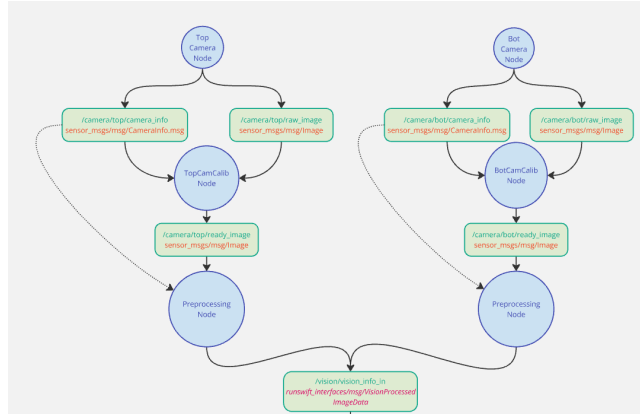 Top
Camera
Node
Bot
Camera
Node
/camera/top/camera_info
sensor_msgs/msg/CameraInfo.msg
/camera/top/raw_image
sensor_msgs/msg/Image
/camera/bot/camera_info
sensor_msgs/msg/CameraInfo.msg
/camera/bot/raw_image
sensor_msgs/msg/Image
TopCamCalib
Node
BotCamCalib
Node
/camera/top/ready_image
sensor_msgs/msg/Image
/camera/bot/ready_image
sensor_msgs/msg/Image
Preprocessing
Node
Preprocessing
Node
/vision/vision_info_in
runswift_interfaces/msg/VisionProcessed
ImageData